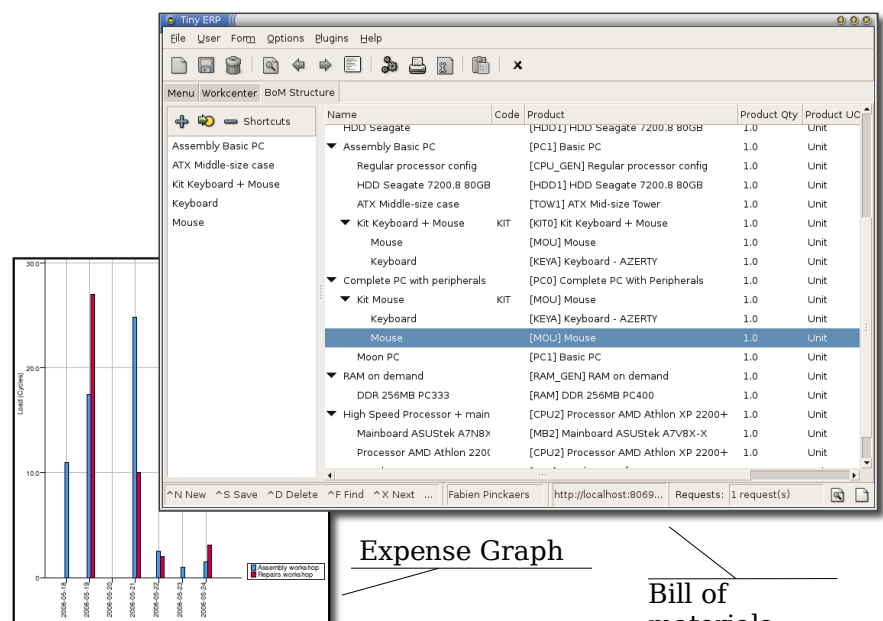 Tiny ERP
File User Form Options Plugins Help
Menu Workcenter BoM Structure
Shortcuts
Assembly Basic PC
ATX Middle-size case
Kit Keyboard + Mouse
Keyboard
Mouse
Name Code Product Product Qty Product UO
HDD Seagate [HDD1] HDD Seagate 7200.8 80GB 1.0 Unit
Assembly Basic PC [PC1] Basic PC 1.0 Unit
Regular processor config [CPU_GEN] Regular processor config 1.0 Unit
HDD Seagate 7200.8 80GB [HDD1] HDD Seagate 7200.8 80GB 1.0 Unit
ATX Middle-size case [TOW1] ATX Mid-size Tower 1.0 Unit
Kit Keyboard + Mouse KIT [KIT0] Kit Keyboard + Mouse 1.0 Unit
Mouse [MOU] Mouse 1.0 Unit
Keyboard [KEYA] Keyboard - AZERTY 1.0 Unit
Complete PC with peripherals [PC0] Complete PC With Peripherals 1.0 Unit
Kit Mouse KIT [MOU] Mouse 1.0 Unit
Keyboard [KEYA] Keyboard - AZERTY 1.0 Unit
Mouse [MOU] Mouse 1.0 Unit
Moon PC [PC1] Basic PC 1.0 Unit
RAM on demand [RAM_GEN] RAM on demand 1.0 Unit
DDR 256MB PC333 [RAM] DDR 256MB PC400 1.0 Unit
High Speed Processor + main [CPU2] Processor AMD Athlon XP 2200+ 1.0 Unit
Mainboard ASUStek A7N8X [MB2] Mainboard ASUStek A7V8X-X 1.0 Unit
Processor AMD Athlon 220( [CPU2] Processor AMD Athlon XP 2200+ 1.0 Unit
^N New ^S Save ^D Delete ^F Find ^X Next ... Fabien Pinckaers http://localhost:8069... Requests: 1 request(s)
30.0
20.0
10.0
0
Load (Cycles)
2006-05-18
2006-05-19
2006-05-20
2006-05-21
2006-05-22
2006-05-23
2006-05-24
Assembly workshop
Repairs workshop
Expense Graph
Bill of
materials